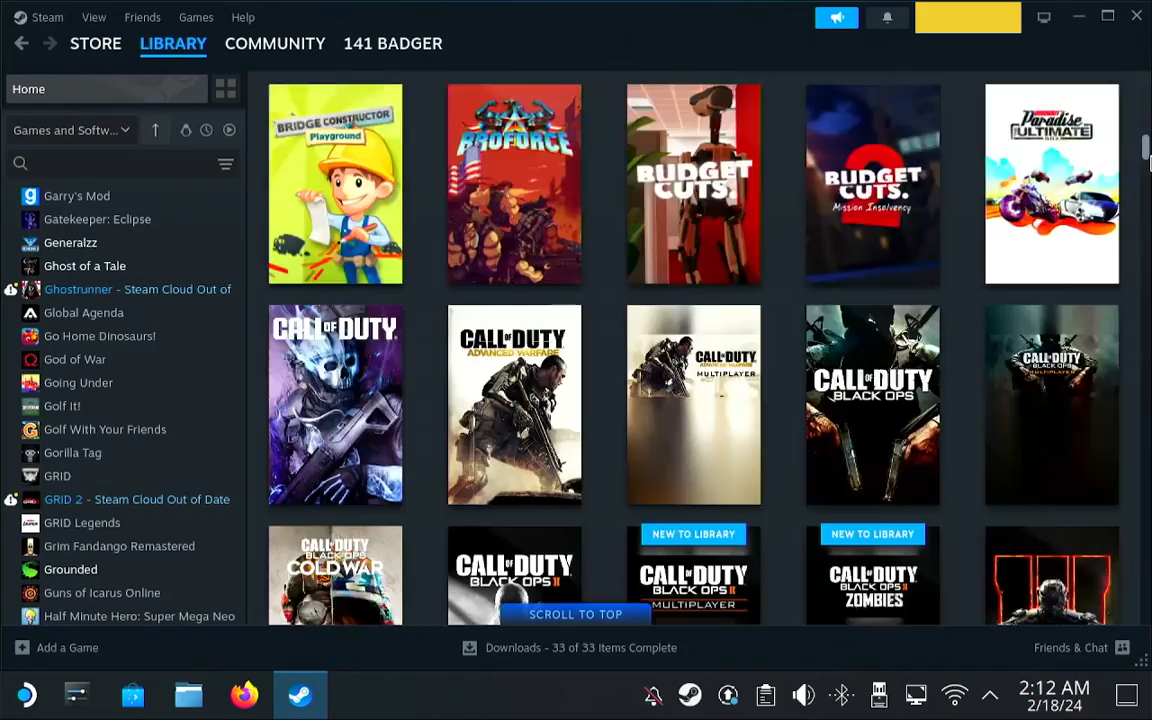 Steam View Friends Games Help
STORE LIBRARY COMMUNITY 141 BADGER
Home
Games and Softw...
Garry's Mod
Gatekeeper: Eclipse
Generalzz
Ghost of a Tale
Ghostrunner - Steam Cloud Out of
Global Agenda
Go Home Dinosaurs!
God of War
Going Under
Golf It!
Golf With Your Friends
Gorilla Tag
GRID
GRID 2 - Steam Cloud Out of Date
GRID Legends
Grim Fandango Remastered
Grounded
Guns of Icarus Online
Half Minute Hero: Super Mega Neo
BRIDGE CONSTRUCTOR
Playground
BROFORCE
BUDGET
CUTS.
BUDGET
CUTS. 2
Mission Insolvency
Paradise
ULTIMATE
CALL OF DUTY
CALL OF DUTY
ADVANCED WARFARE
CALL OF DUTY
ADVANCED WARFARE
MULTIPLAYER
CALL OF DUTY
BLACK OPS
CALL OF DUTY
MULTIPLAYER
CALL OF DUTY
BLACK OPS
COLD WAR
CALL OF DUTY
BLACK OPS II
NEW TO LIBRARY
CALL OF DUTY
BLACK OPS II
MULTIPLAYER
NEW TO LIBRARY
CALL OF DUTY
BLACK OPS II
ZOMBIES
SCROLL TO TOP
Add a Game
Downloads - 33 of 33 Items Complete
Friends & Chat
2:12 AM
2/18/24